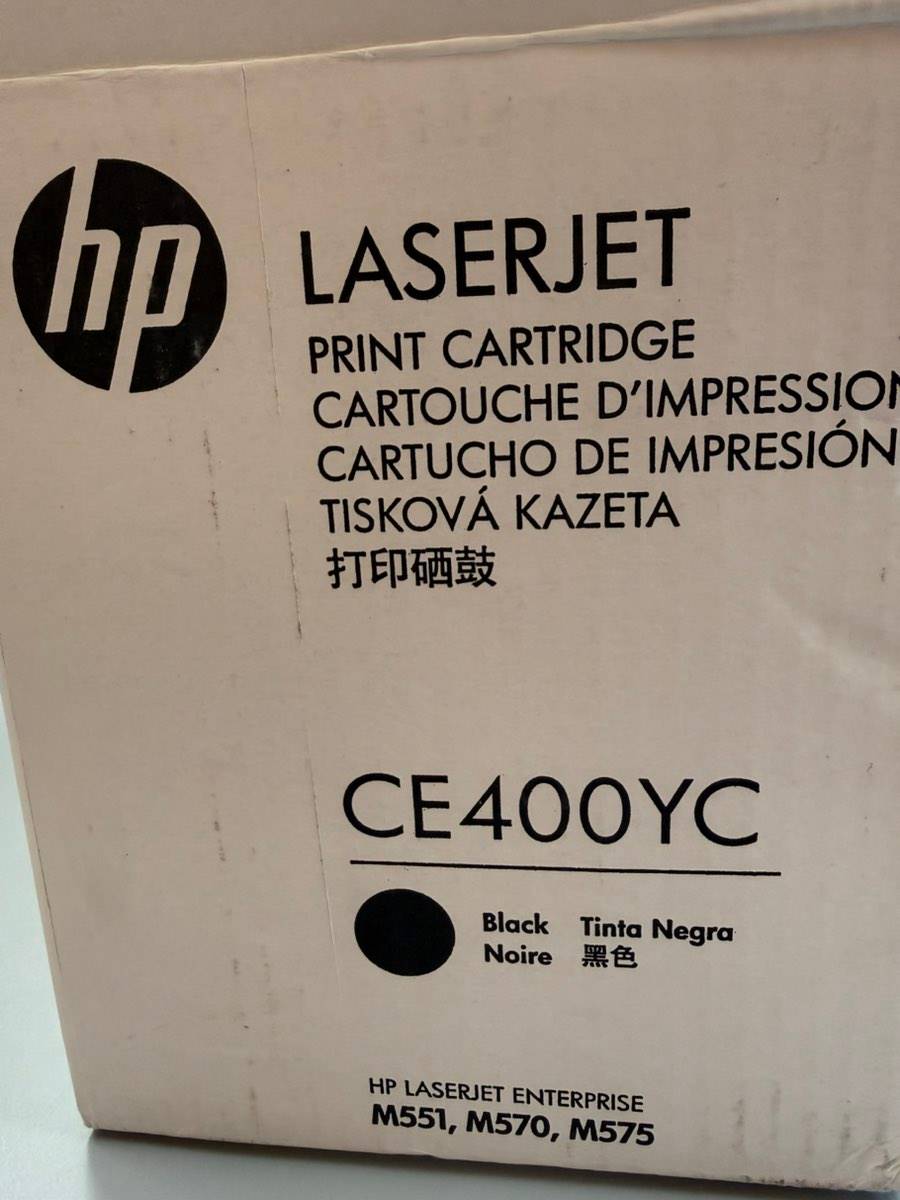 hp
LASERJET
PRINT CARTRIDGE
CARTOUCHE D'IMPRESSION
CARTUCHO DE IMPRESIÓN
TISKOVÁ KAZETA
打印硒鼓
CE400YC
Black Tinta Negra
Noire 黑色
HP LASERJET ENTERPRISE
M551, M570, M575